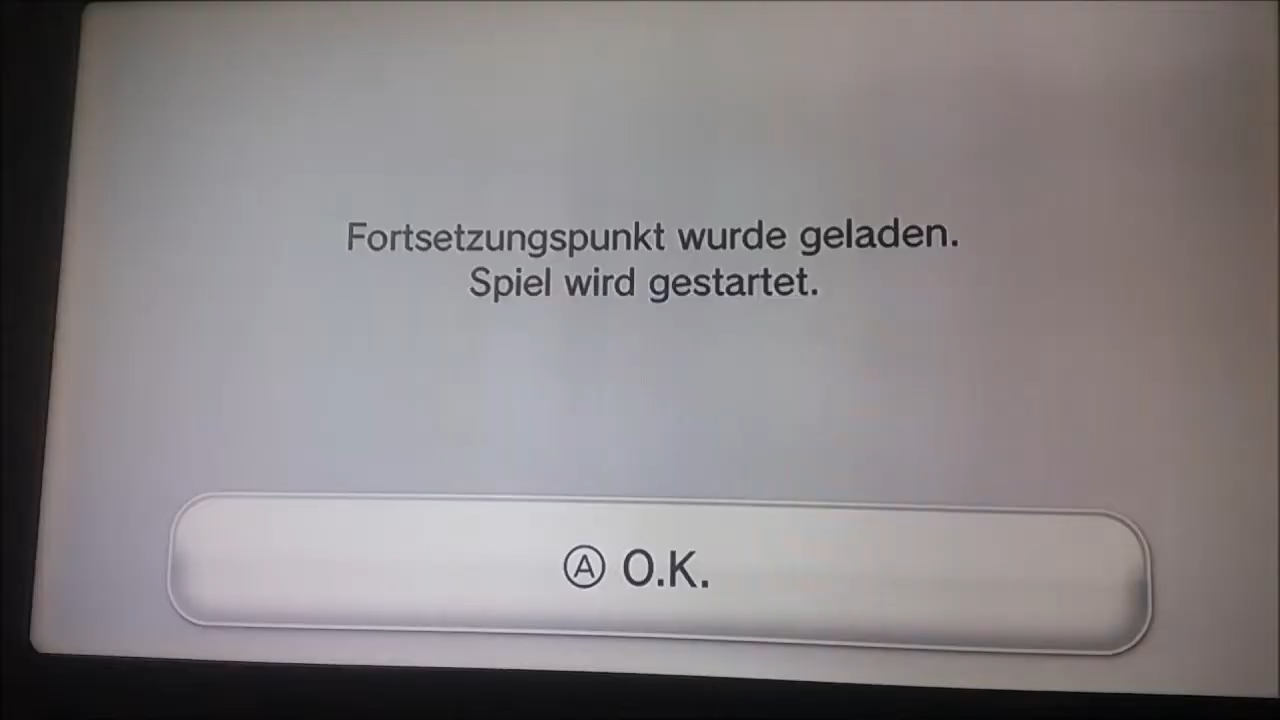 Fortsetzungspunkt wurde geladen.
Spiel wird gestartet.
Ⓐ O.K.